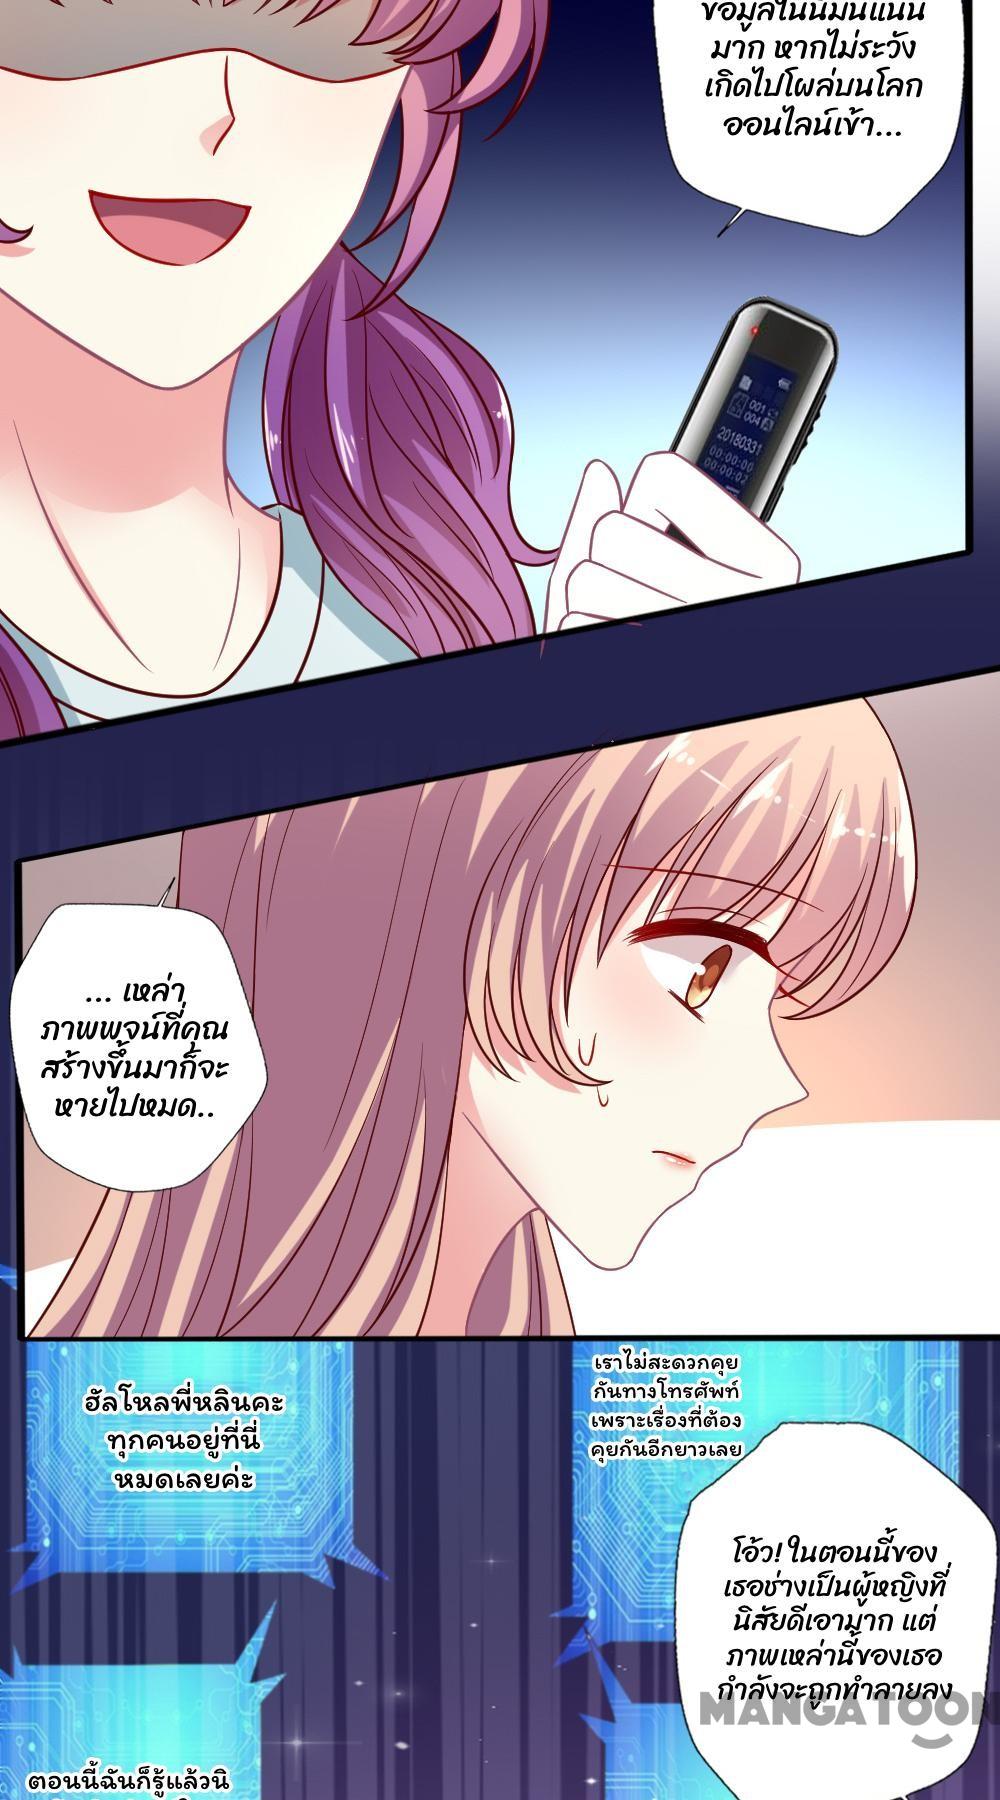 ข้อมูลในนี้มันแน่น
มาก หากไม่ระวัง
เกิดไปโผล่บนโลก
ออนไลน์เข้า...
001
004
20180331
00:00:00
00:00:02
... เหล่า
ภาพพจน์ที่คุณ
สร้างขึ้นมาก็จะ
หายไปหมด..
ฮัลโหลพี่หลินคะ
ทุกคนอยู่ที่นี่
หมดเลยค่ะ
เราไม่สะดวกคุย
กันทางโทรศัพท์
เพราะเรื่องที่ต้อง
คุยกันอีกยาวเลย
โอ้ว! ในตอนนี้ของ
เธอช่างเป็นผู้หญิงที่
นิสัยดีเอามาก แต่
ภาพเหล่านี้ของเธอ
กำลังจะถูกทำลายลง
MANGATOON
ตอนนี้ฉันก็รู้แล้วนิ